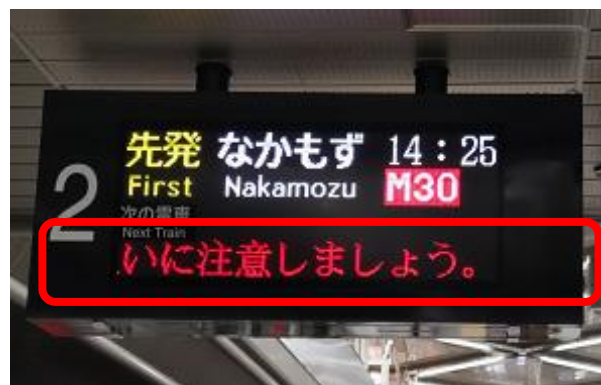 2
先発 なかもず 14:25
First Nakamozu M30
次の電車
Next Train
いに注意しましょう。